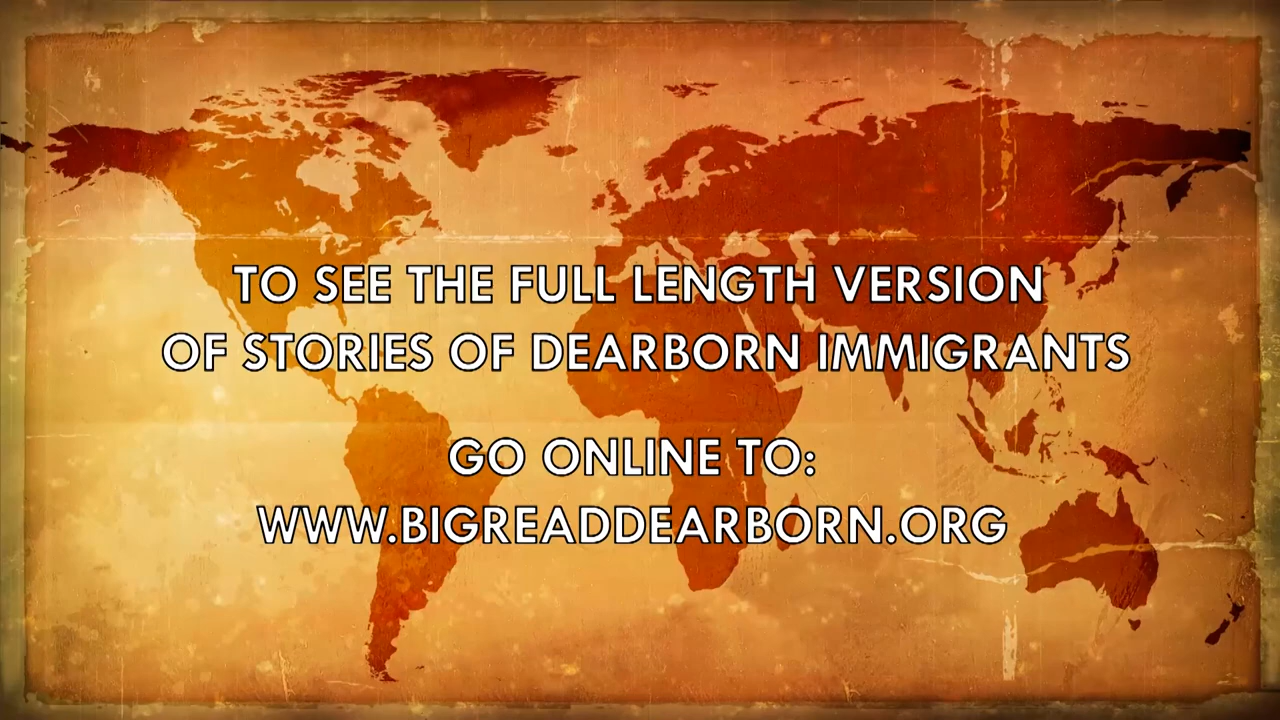 TO SEE THE FULL LENGTH VERSION
OF STORIES OF DEARBORN IMMIGRANTS
GO ONLINE TO:
WWW.BIGREADDEARBORN.ORG